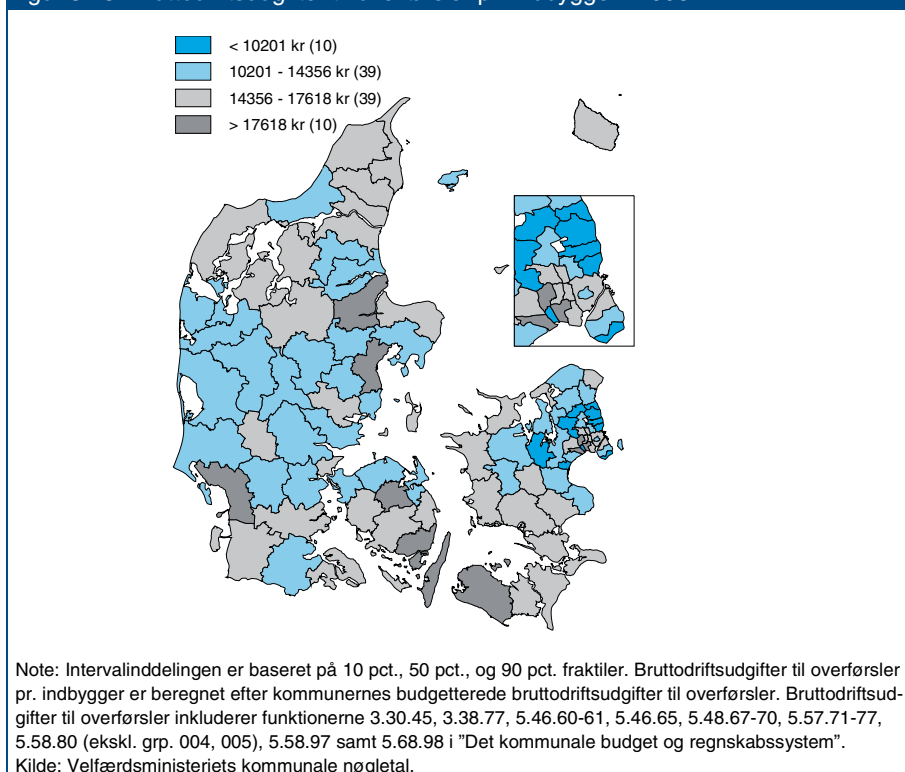 < 10201 kr (10)
10201 - 14356 kr (39)
14356 - 17618 kr (39)
> 17618 kr (10)
Note: Intervalinddelingen er baseret på 10 pct., 50 pct., og 90 pct. fraktiler. Bruttodriftsudgifter til overførsler
pr. indbygger er beregnet efter kommunernes budgetterede bruttodriftsudgifter til overførsler. Bruttodriftsud-
gifter til overførsler inkluderer funktionerne 3.30.45, 3.38.77, 5.46.60-61, 5.46.65, 5.48.67-70, 5.57.71-77,
5.58.80 (ekskl. grp. 004, 005), 5.58.97 samt 5.68.98 i ”Det kommunale budget og regnskabssystem”.
Kilde: Velfærdsministeriets kommunale nøgletal.